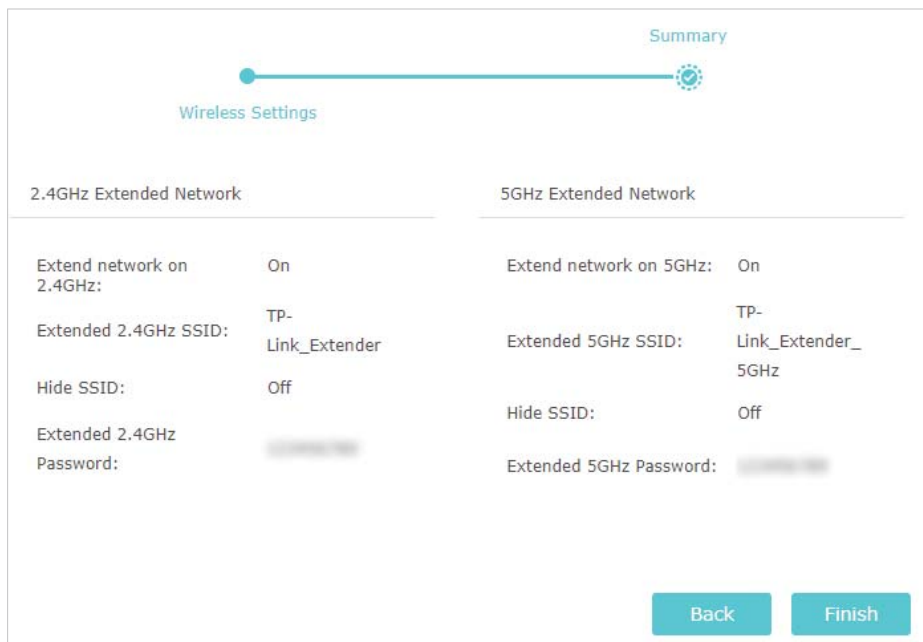 Summary
Wireless Settings
2.4GHz Extended Network
Extend network on
2.4GHz:
On
Extended 2.4GHz SSID:
TP-
Link_Extender
Hide SSID:
Off
Extended 2.4GHz
Password:
5GHz Extended Network
Extend network on 5GHz:
On
Extended 5GHz SSID:
TP-
Link_Extender_
5GHz
Hide SSID:
Off
Extended 5GHz Password:
Back
Finish